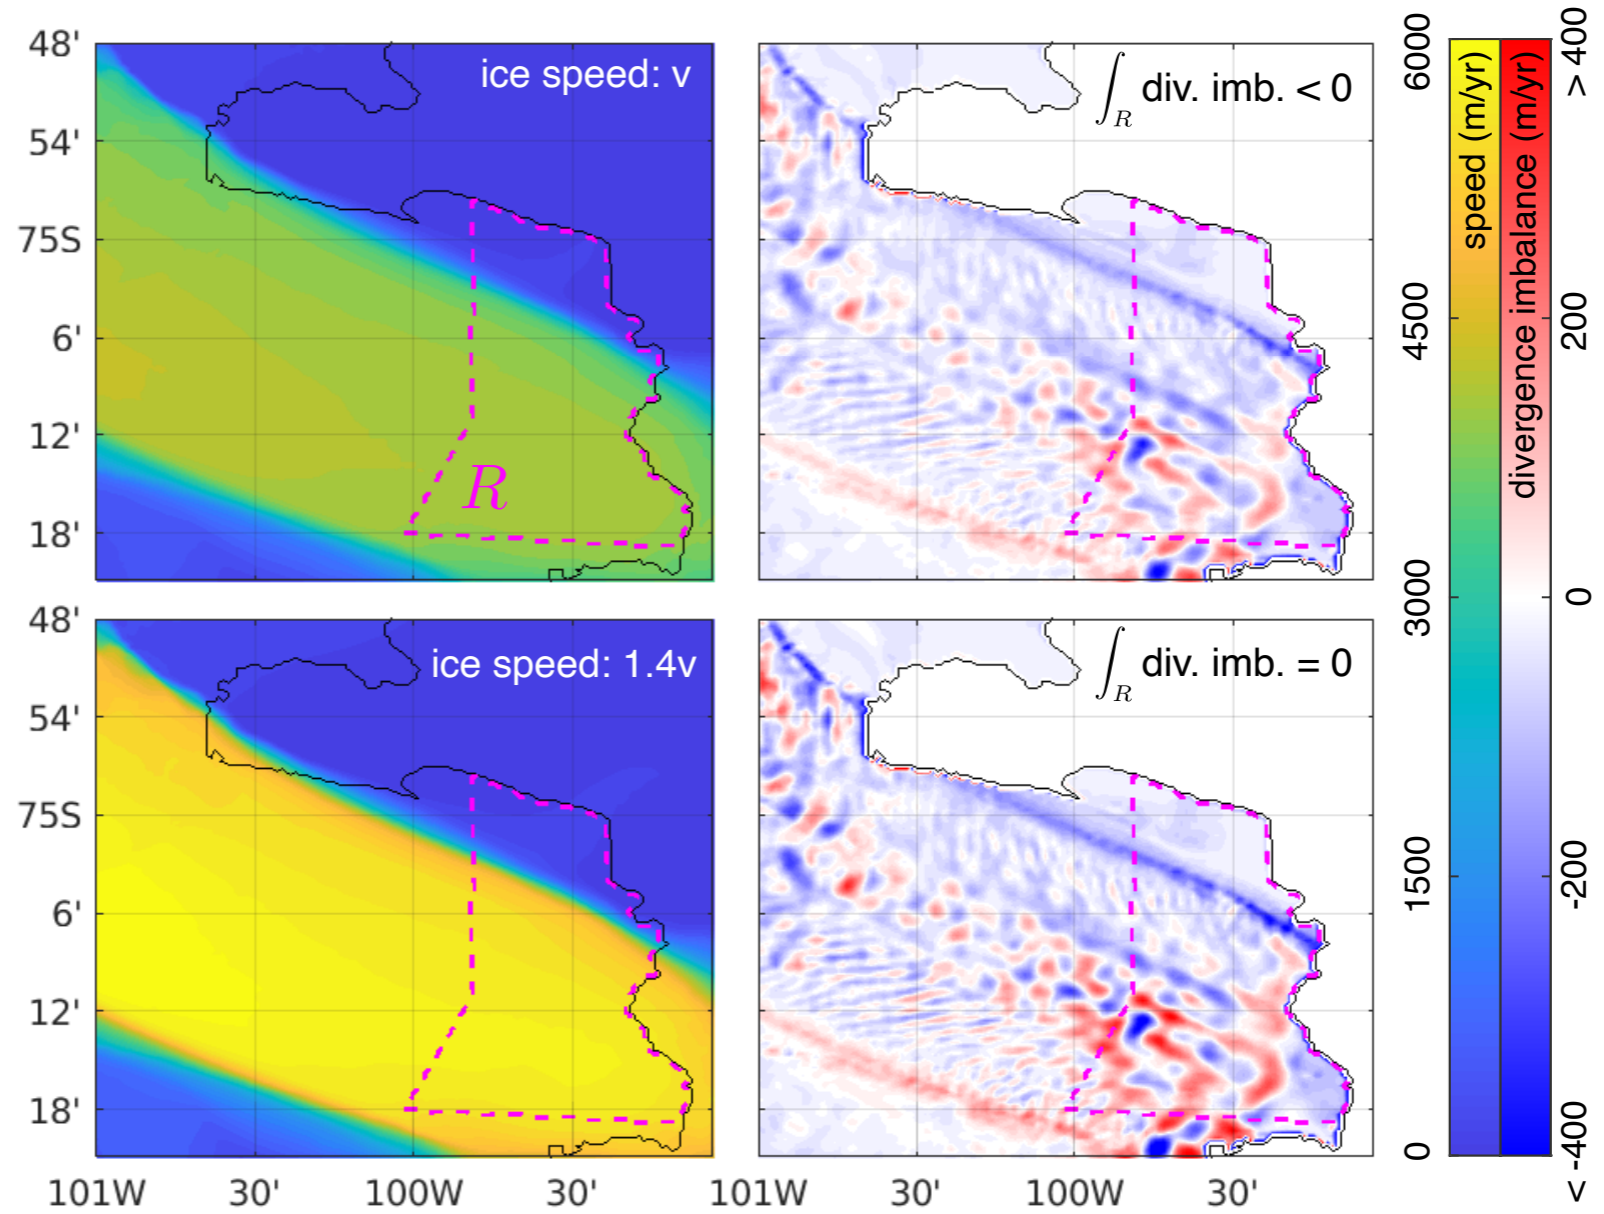 48'
54'
75S
6'
12'
18'
ice speed: v
R
∫_R div. imb. < 0
48'
54'
75S
6'
12'
18'
ice speed: 1.4v
∫_R div. imb. = 0
101W 30' 100W 30' 101W 30' 100W 30'
6000
4500
3000
1500
0
speed (m/yr)
divergence imbalance (m/yr)
> 400
200
0
-200
< -400